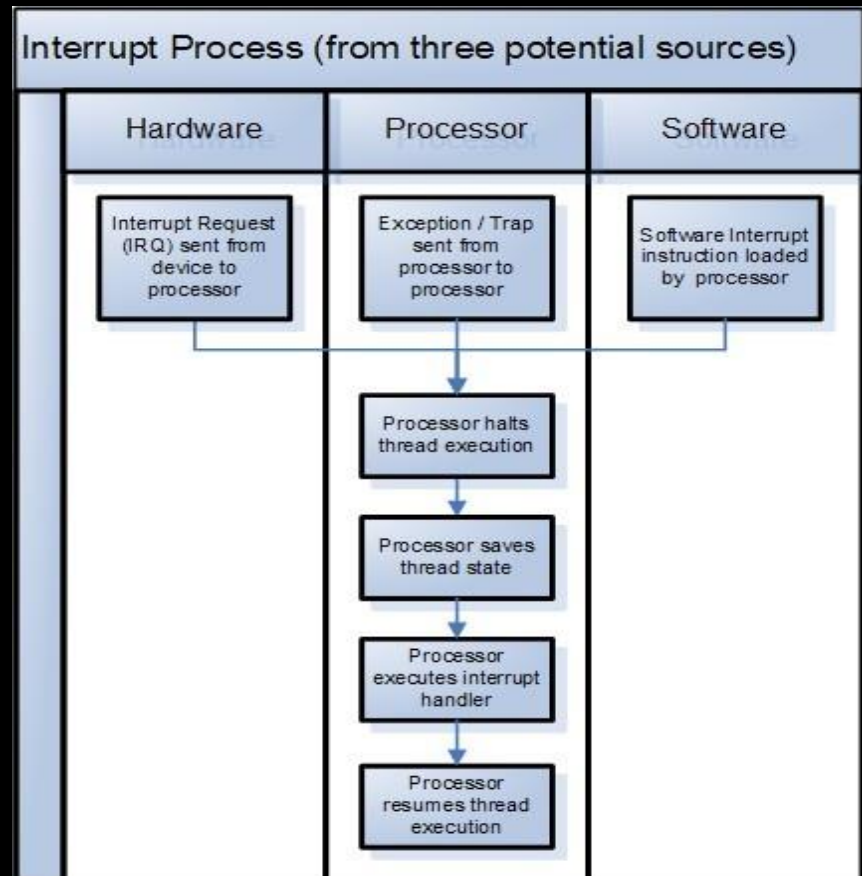 Interrupt Process (from three potential sources)
Hardware
Processor
Software
Interrupt Request
(IRQ) sent from
device to
processor
Exception / Trap
sent from
processor to
processor
Software Interrupt
instruction loaded
by processor
Processor halts
thread execution
Processor saves
thread state
Processor
executes interrupt
handler
Processor
resumes thread
execution